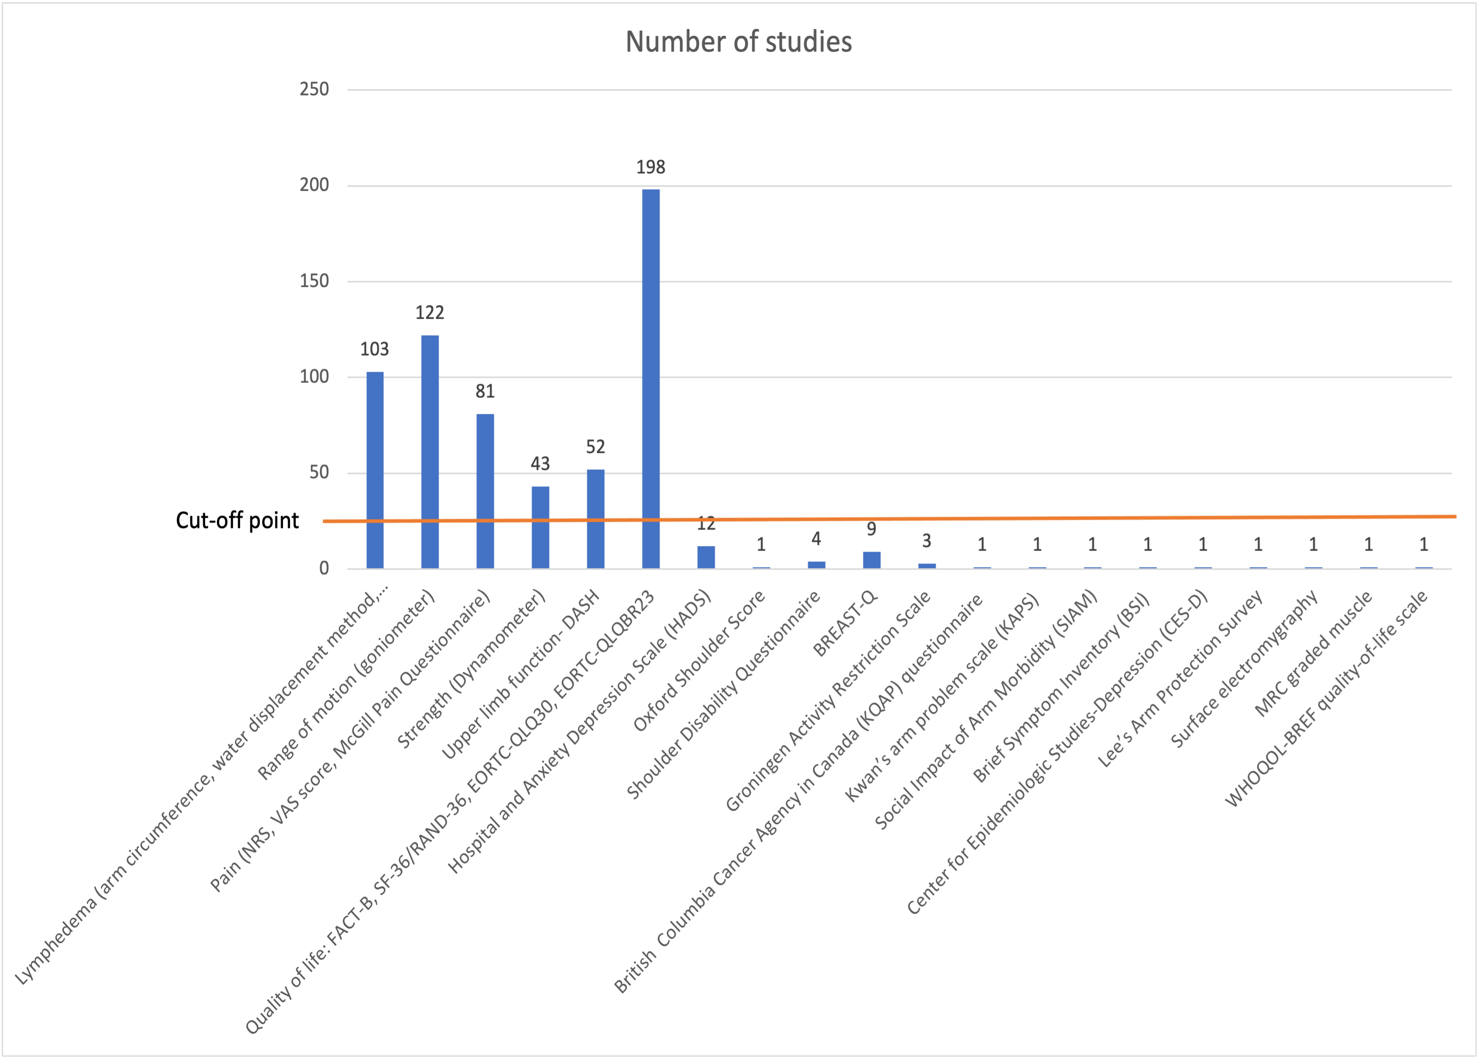 Number of studies
250
200
150
100
50
0
Cut-off point
103
122
81
43
52
198
12
1
4
9
3
1
1
1
1
1
1
1
1
1
Lymphedema (arm circumference, water displacement method,...
Range of motion (goniometer)
Pain (NRS, VAS score, McGill Pain Questionnaire)
Strength (Dynamometer)
Upper limb function- DASH
Quality of life: FACT-B, SF-36/RAND-36, EORTC-QLQ30, EORTC-QLQBR23
Hospital and Anxiety Depression Scale (HADS)
Oxford Shoulder Score
Shoulder Disability Questionnaire
BREAST-Q
Groningen Activity Restriction Scale
British  Columbia Cancer Agency in Canada (KQAP) questionnaire
Kwan's arm problem scale (KAPS)
Social Impact of Arm Morbidity (SIAM)
Brief Symptom Inventory (BSI)
Center for Epidemiologic Studies-Depression (CES-D)
Lee's Arm Protection Survey
Surface electromygraphy
MRC graded muscle
WHOQOL-BREF quality-of-life scale